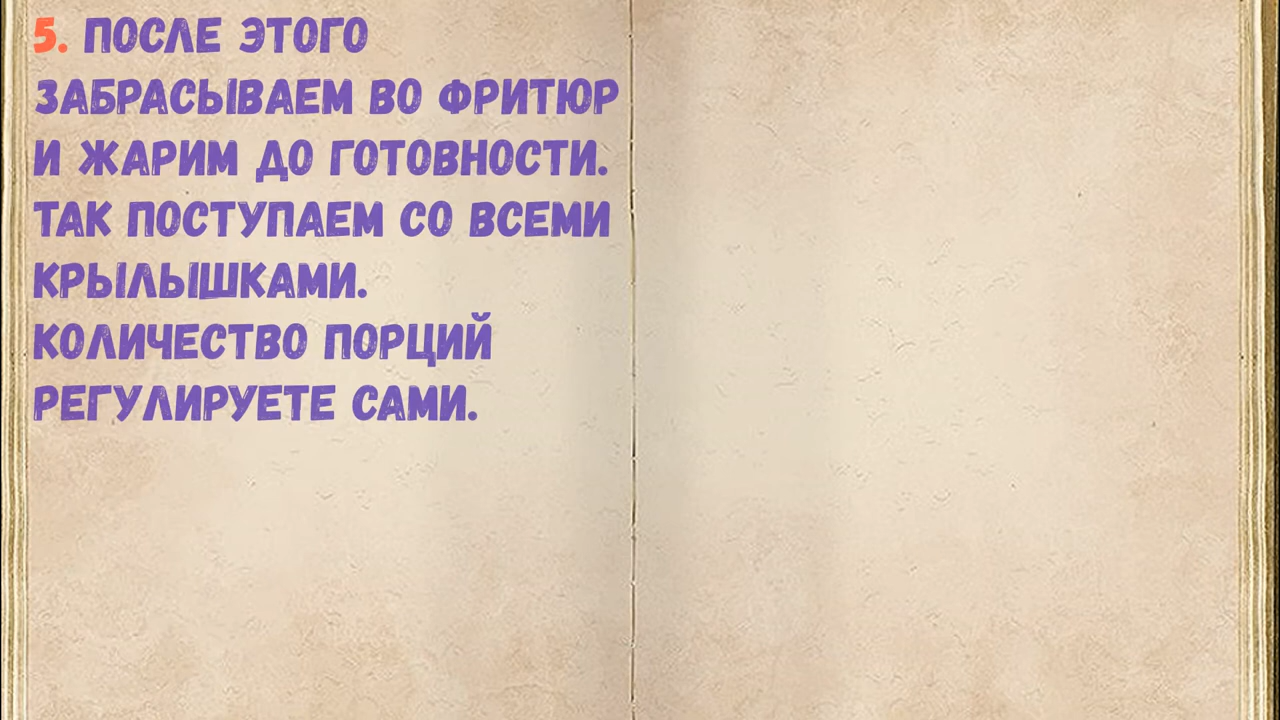 5. ПОСЛЕ ЭТОГО
ЗАБРАСЫВАЕМ ВО ФРИТЮР
И ЖАРИМ ДО ГОТОВНОСТИ.
ТАК ПОСТУПАЕМ СО ВСЕМИ
КРЫЛЫШКАМИ.
КОЛИЧЕСТВО ПОРЦИЙ
РЕГУЛИРУЕТЕ САМИ.